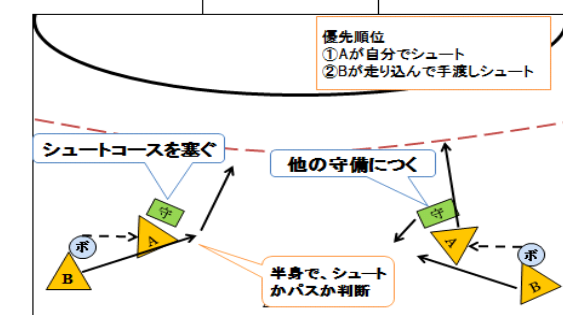 優先順位
①Aが自分でシュート
②Bが走り込んで手渡しシュート
シュートコースを塞ぐ
他の守備につく
守
守
ボ
A
A
ボ
B
B
半身で、シュート
かパスか判断